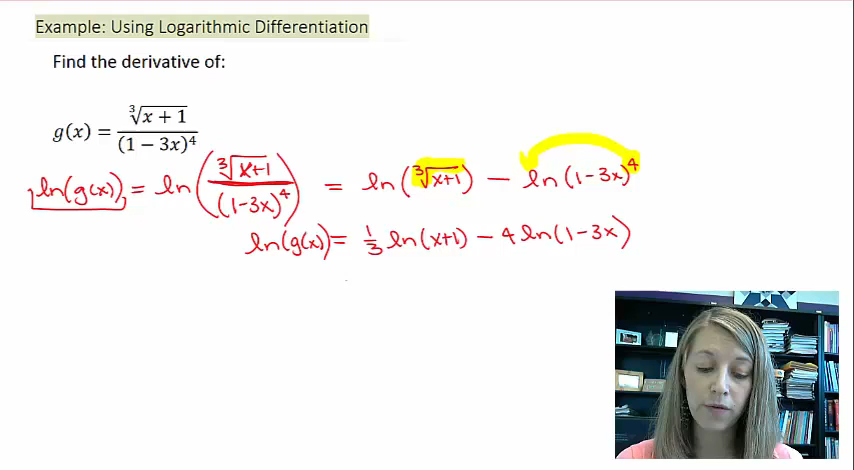 Example: Using Logarithmic Differentiation
Find the derivative of:
g(x) = ∛(x + 1) / (1 − 3x)⁴
ln(g(x)) = ln(∛(x+1) / (1−3x)⁴) = ln(∛(x+1)) − ln(1−3x)⁴
ln(g(x)) = ⅓ ln(x+1) − 4 ln(1−3x)